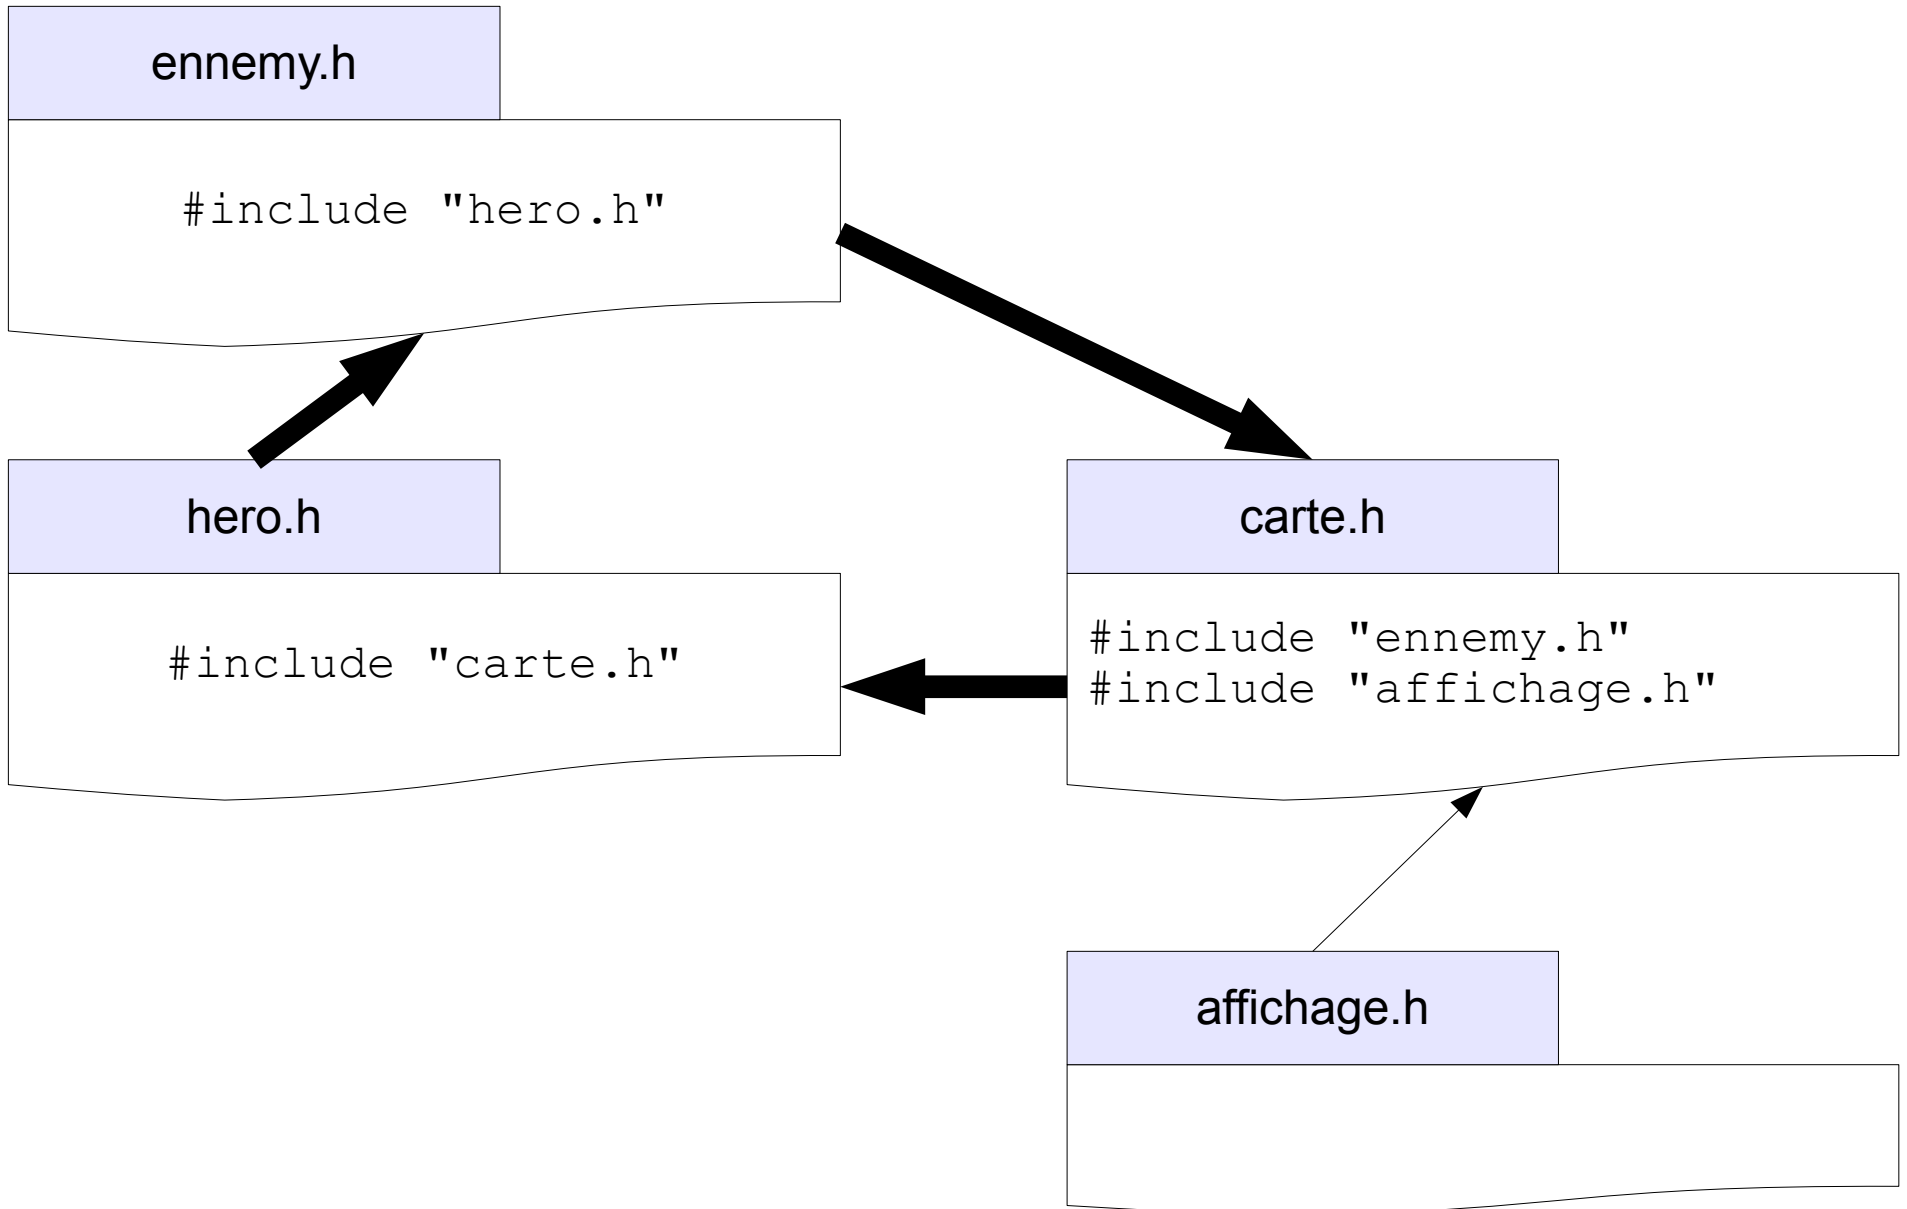 ennemy.h
#include "hero.h"
hero.h
#include "carte.h"
carte.h
#include "ennemy.h"
#include "affichage.h"
affichage.h